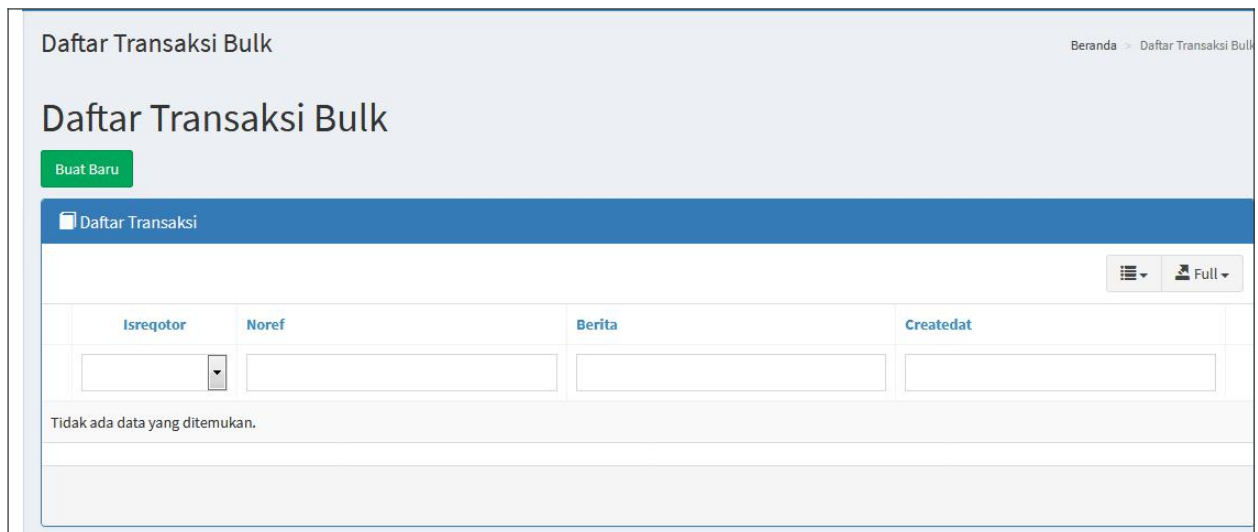 Daftar Transaksi Bulk
Beranda > Daftar Transaksi Bulk
Daftar Transaksi Bulk
Buat Baru
Daftar Transaksi
Full
Isreqotor Noref Berita Createdat
Tidak ada data yang ditemukan.